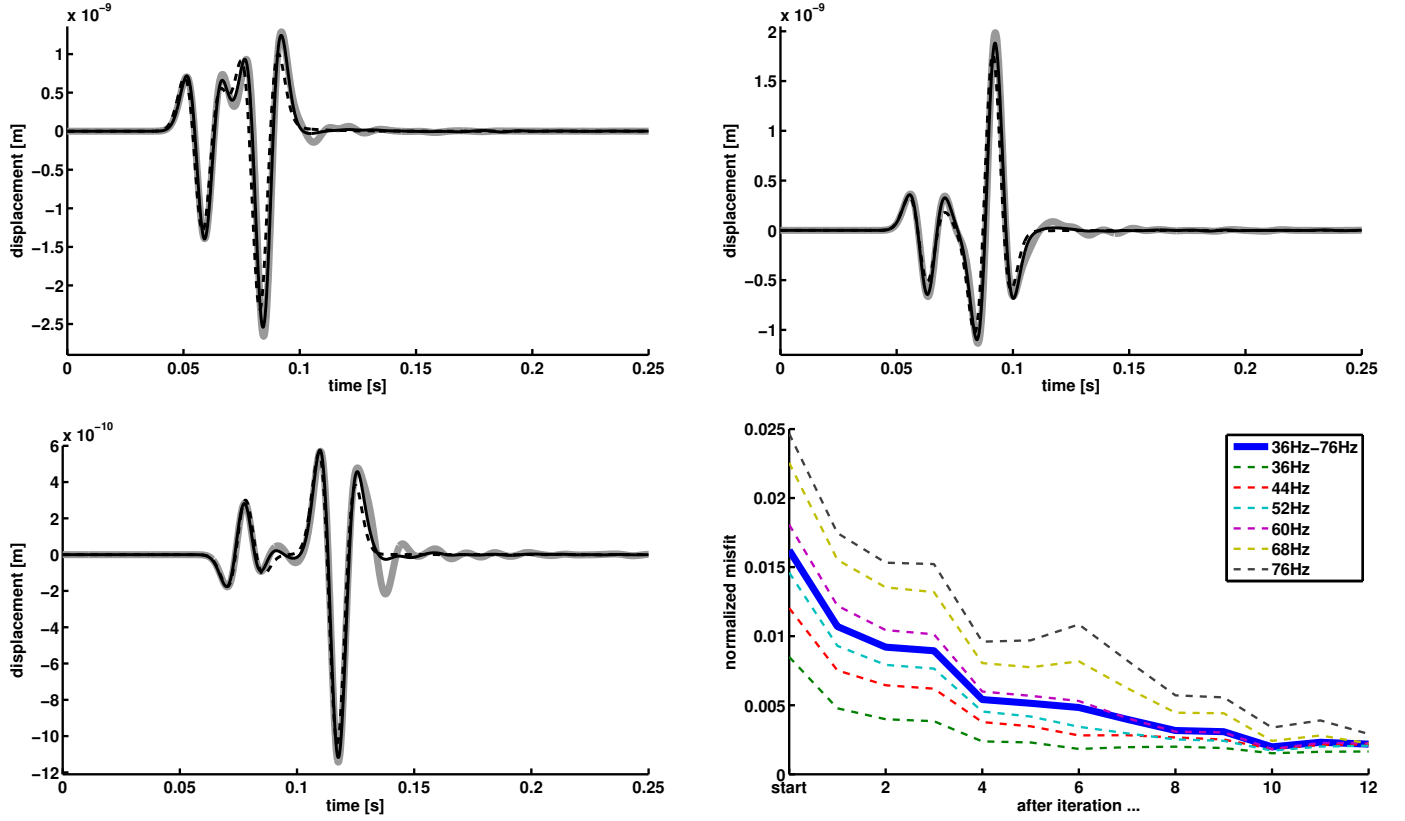 x 10−9
1
0.5
0
−0.5
−1
−1.5
−2
−2.5
displacement [m]
0 0.05 0.1 0.15 0.2 0.25
time [s]
x 10−9
2
1.5
1
0.5
0
−0.5
−1
displacement [m]
0 0.05 0.1 0.15 0.2 0.25
time [s]
x 10−10
6
4
2
0
−2
−4
−6
−8
−10
−12
displacement [m]
0 0.05 0.1 0.15 0.2 0.25
time [s]
0.025
0.02
0.015
0.01
0.005
0
normalized misfit
36Hz−76Hz
36Hz
44Hz
52Hz
60Hz
68Hz
76Hz
start 2 4 6 8 10 12
after iteration ...